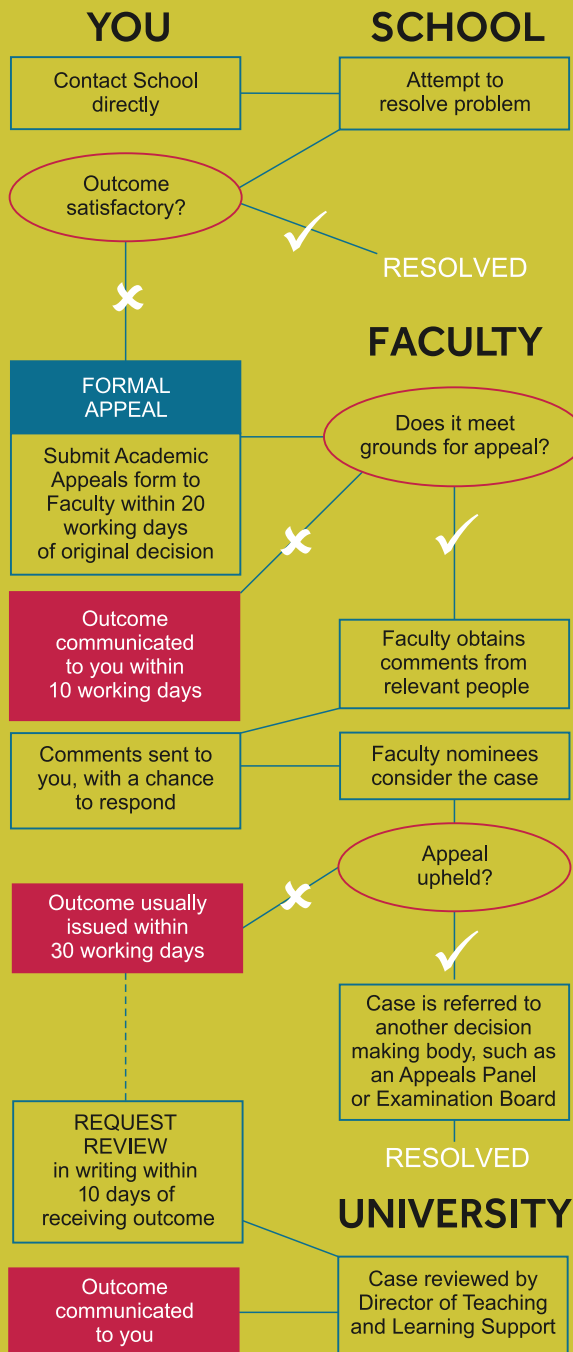 YOU
SCHOOL
Contact School
directly
Attempt to
resolve problem
Outcome
satisfactory?
RESOLVED
FACULTY
FORMAL
APPEAL
Submit Academic
Appeals form to
Faculty within 20
working days
of original decision
Does it meet
grounds for appeal?
Outcome
communicated
to you within
10 working days
Faculty obtains
comments from
relevant people
Comments sent to
you, with a chance
to respond
Faculty nominees
consider the case
Appeal
upheld?
Outcome usually
issued within
30 working days
Case is referred to
another decision
making body, such as
an Appeals Panel
or Examination Board
RESOLVED
REQUEST
REVIEW
in writing within
10 days of
receiving outcome
UNIVERSITY
Case reviewed by
Director of Teaching
and Learning Support
Outcome
communicated
to you